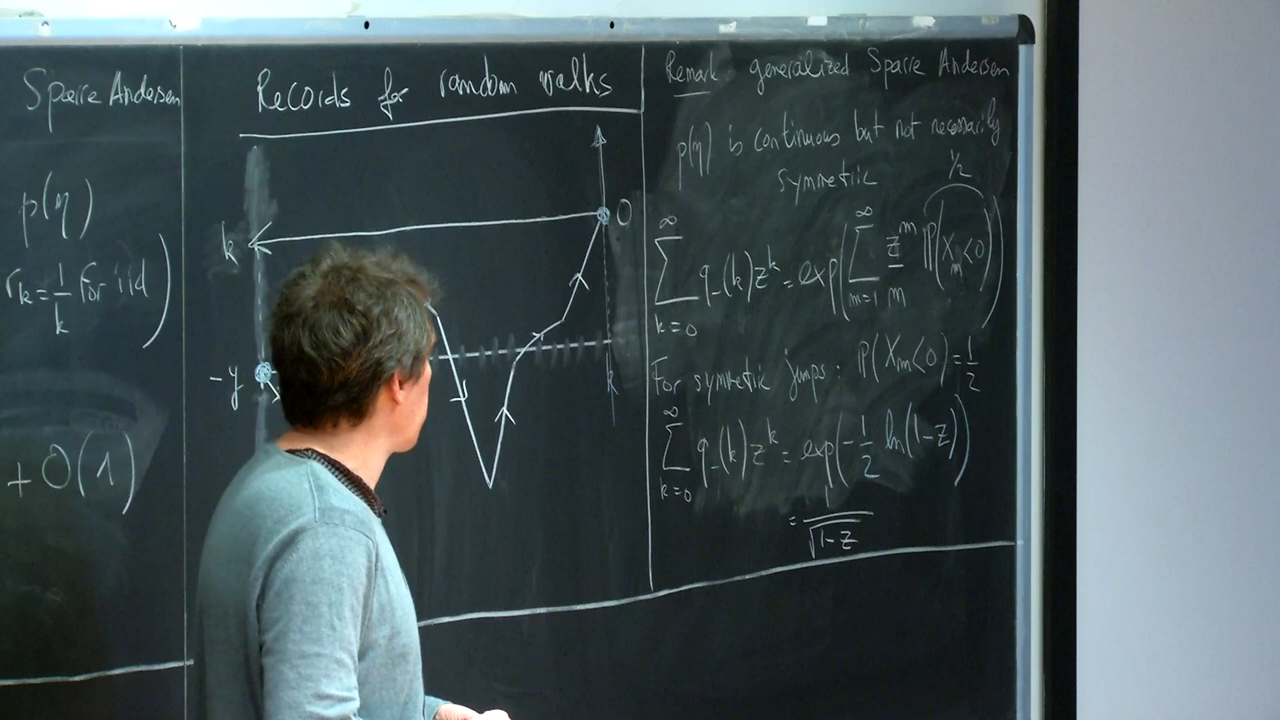 Sparre Andersen
p(η)
r_k = 1/k for iid)
+ O(1)
Records for random walks
0
k
-y
k
Remark generalized Sparre Andersen
p(η) is continuous but not necessarily
symmetric
1/2
∑_{k=0}^{∞} q_-(k) z^k = exp(∑_{m=1}^{∞} z^m/m ℙ(X_m<0))
For symmetric jumps: ℙ(X_m<0) = 1/2
∑_{k=0}^{∞} q_-(k) z^k = exp(-1/2 ln(1-z))
= 1/√(1-z)